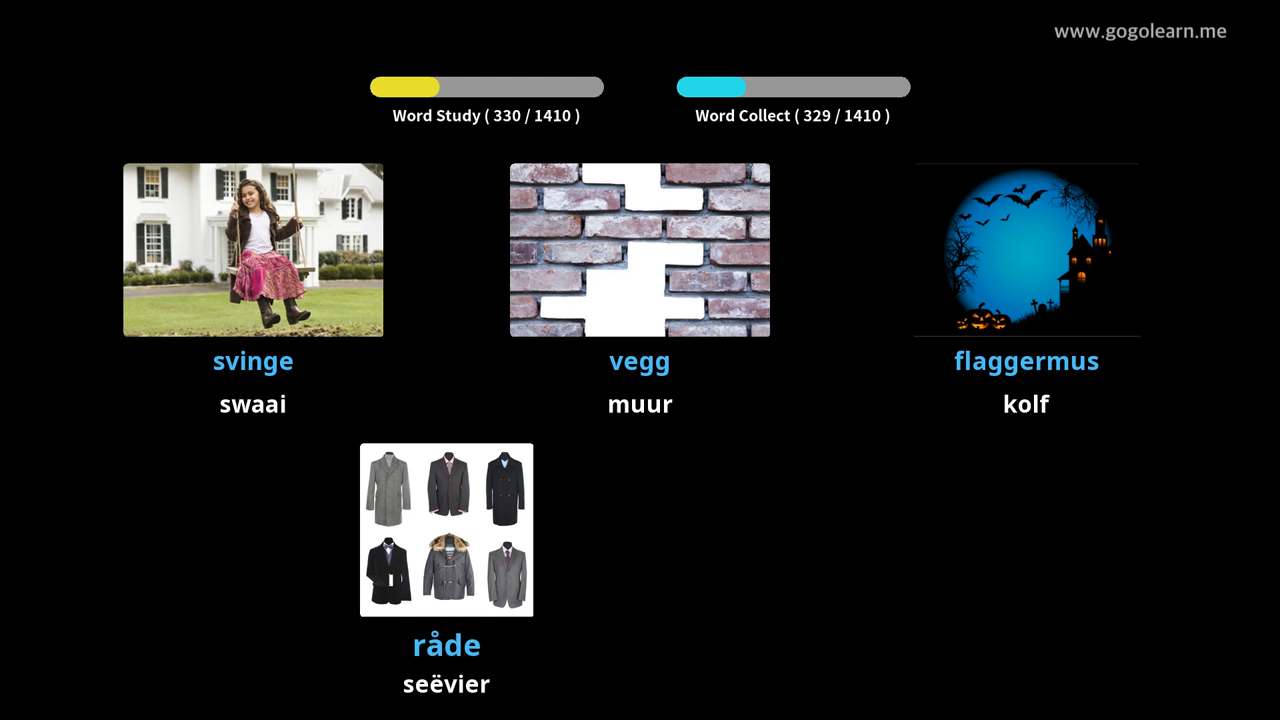 www.gogolearn.me
Word Study ( 330 / 1410 )
Word Collect ( 329 / 1410 )
svinge
vegg
flaggermus
swaai
muur
kolf
råde
seëvier